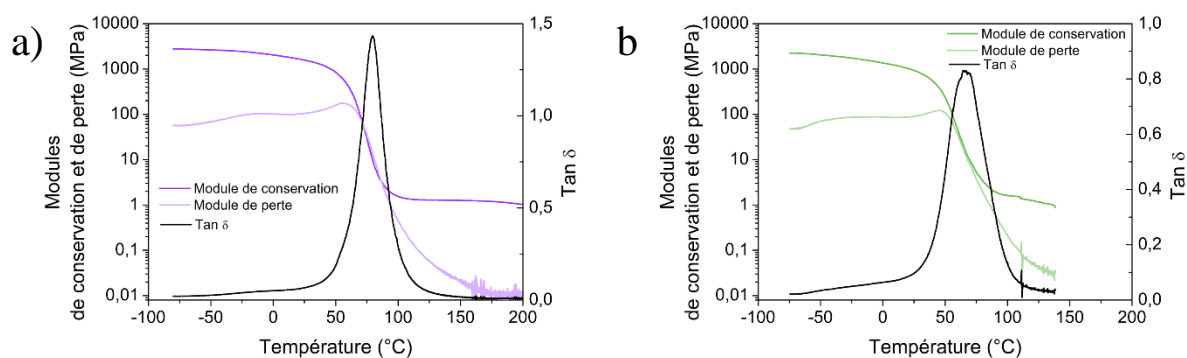 a)
10000
1000
100
10
1
0,1
0,01
Modules
de conservation et de perte (MPa)
Module de conservation
Module de perte
Tan δ
1,5
1,0
0,5
0,0
Tan δ
-100 -50 0 50 100 150 200
Température (°C)
b)
10000
1000
100
10
1
0,1
0,01
Modules
de conservation et de perte (MPa)
Module de conservation
Module de perte
Tan δ
1,0
0,8
0,6
0,4
0,2
0,0
Tan δ
-100 -50 0 50 100 150 200
Température (°C)